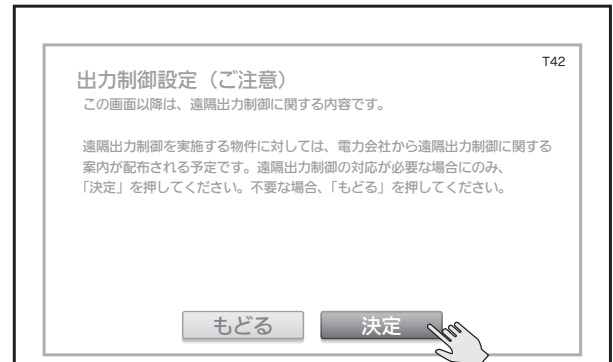 T42
出力制御設定（ご注意）
この画面以降は、遠隔出力制御に関する内容です。
遠隔出力制御を実施する物件に対しては、電力会社から遠隔出力制御に関する
案内が配布される予定です。遠隔出力制御の対応が必要な場合にのみ、
「決定」を押してください。不要な場合、「もどる」を押してください。
もどる
決定